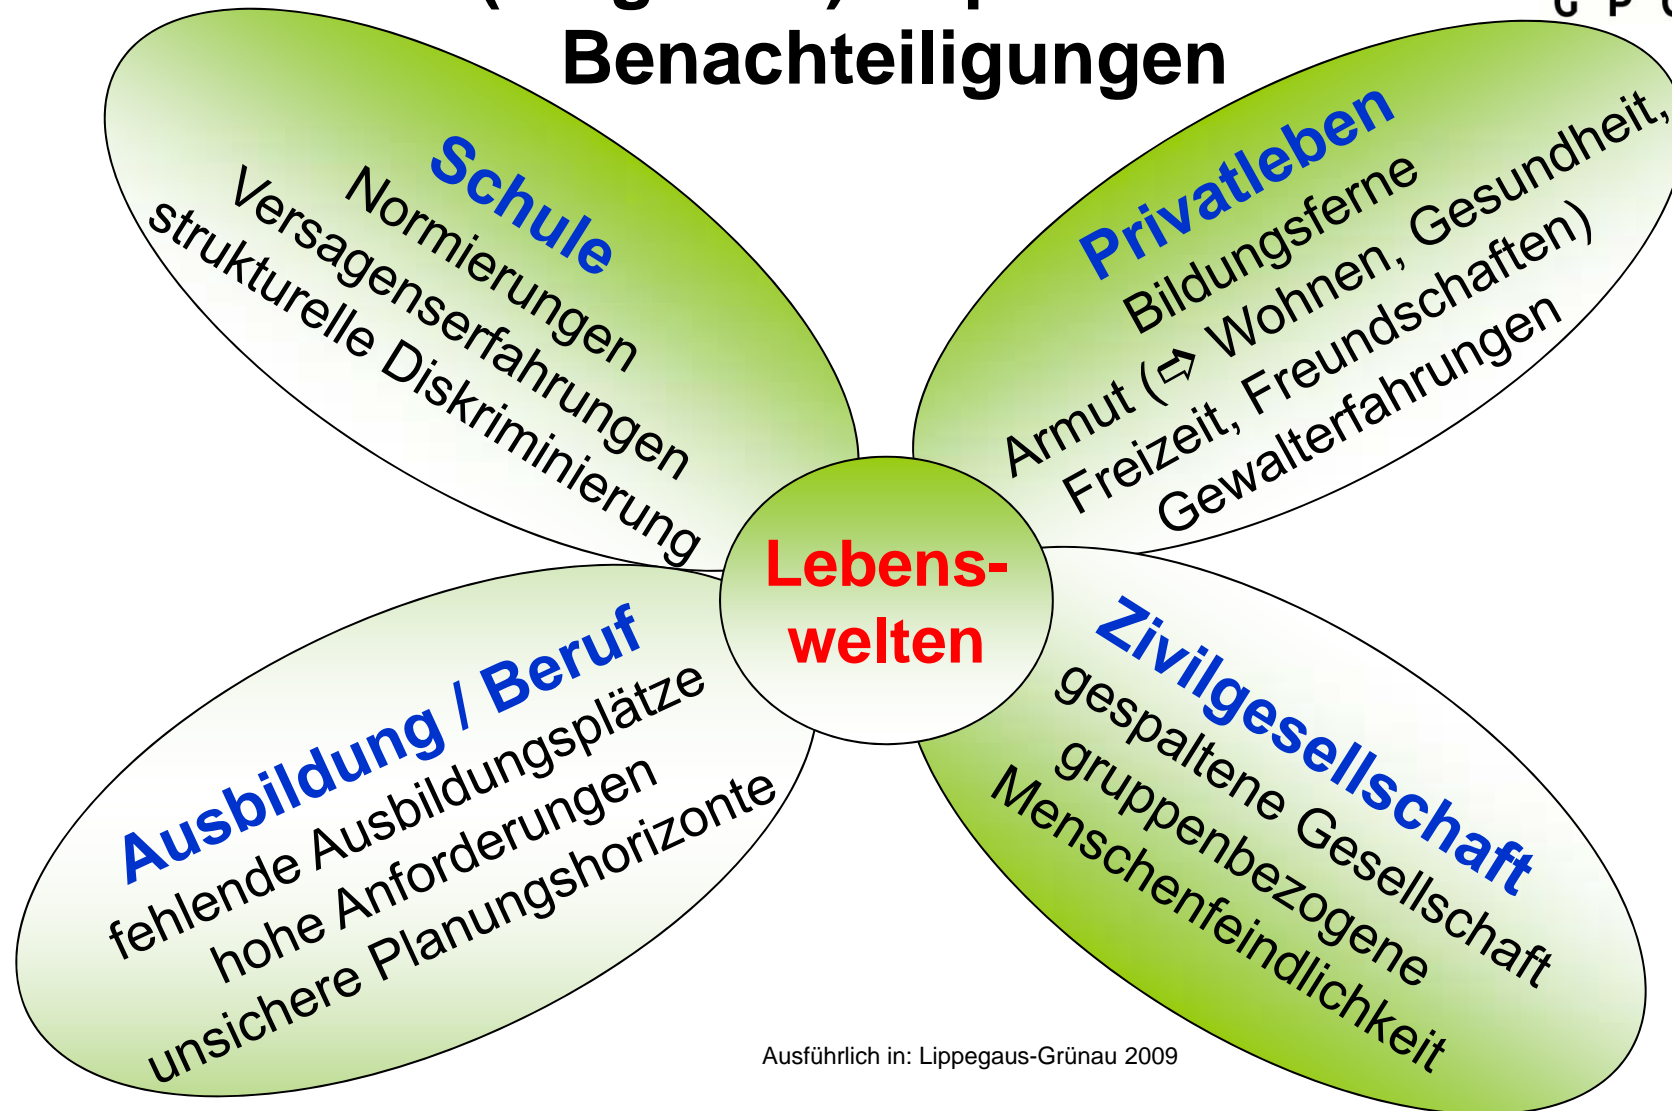 Benachteiligungen
Schule
Normierungen
Versagenserfahrungen
strukturelle Diskriminierung
Privatleben
Bildungsferne
Armut (⇨ Wohnen, Gesundheit,
Freizeit, Freundschaften)
Gewalterfahrungen
Lebens-
welten
Ausbildung / Beruf
fehlende Ausbildungsplätze
hohe Anforderungen
unsichere Planungshorizonte
Zivilgesellschaft
gespaltene Gesellschaft
gruppenbezogene
Menschenfeindlichkeit
Ausführlich in: Lippegaus-Grünau 2009